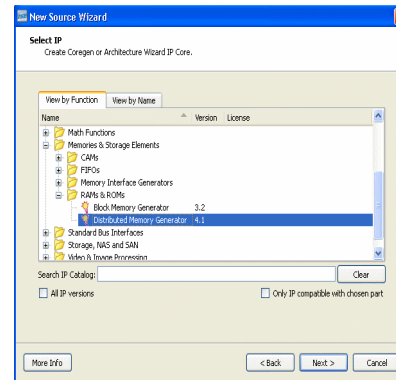 New Source Wizard
Select IP
Create Coregen or Architecture Wizard IP Core.
View by Function View by Name
Name Version License
Math Functions
Memories & Storage Elements
CAMs
FIFOs
Memory Interface Generators
RAMs & ROMs
Block Memory Generator 3.2
Distributed Memory Generator 4.1
Standard Bus Interfaces
Storage, NAS and SAN
Video & Image Processing
Search IP Catalog: Clear
All IP versions Only IP compatible with chosen part
More Info < Back Next > Cancel